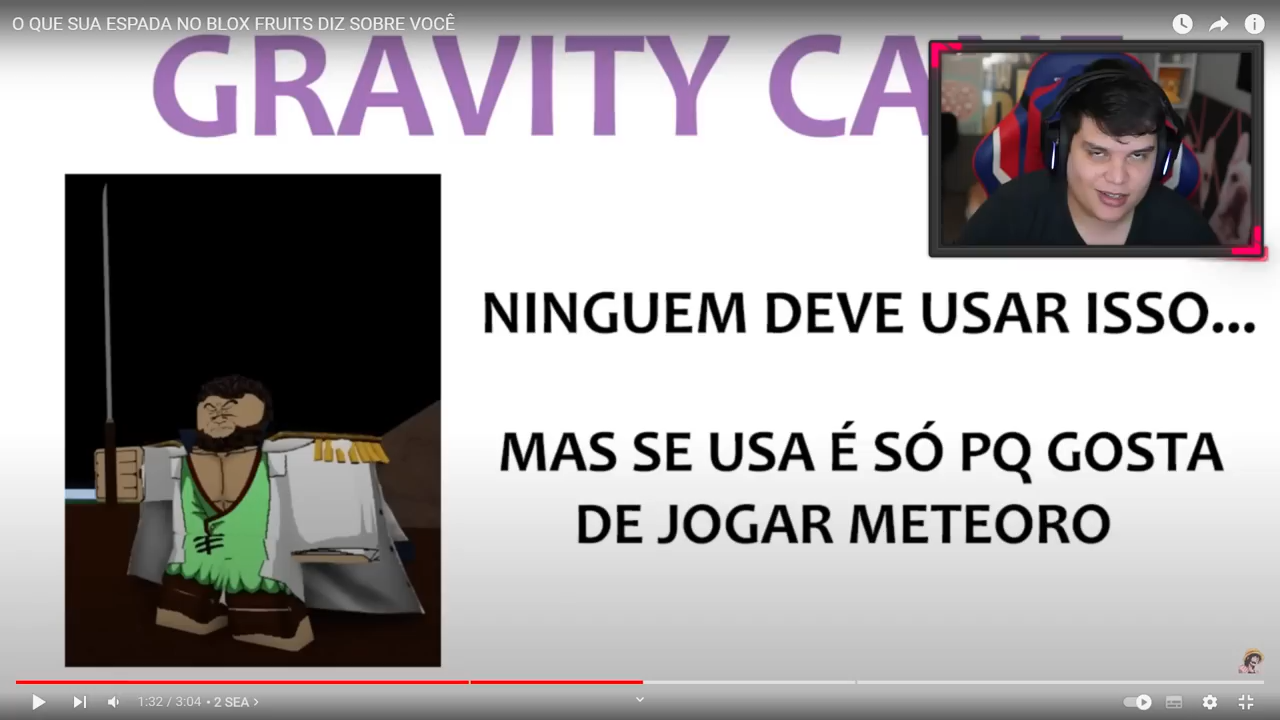 O QUE SUA ESPADA NO BLOX FRUITS DIZ SOBRE VOCÊ
GRAVITY CA
NINGUEM DEVE USAR ISSO...
MAS SE USA É SÓ PQ GOSTA
DE JOGAR METEORO
1:32 / 3:04 • 2 SEA >